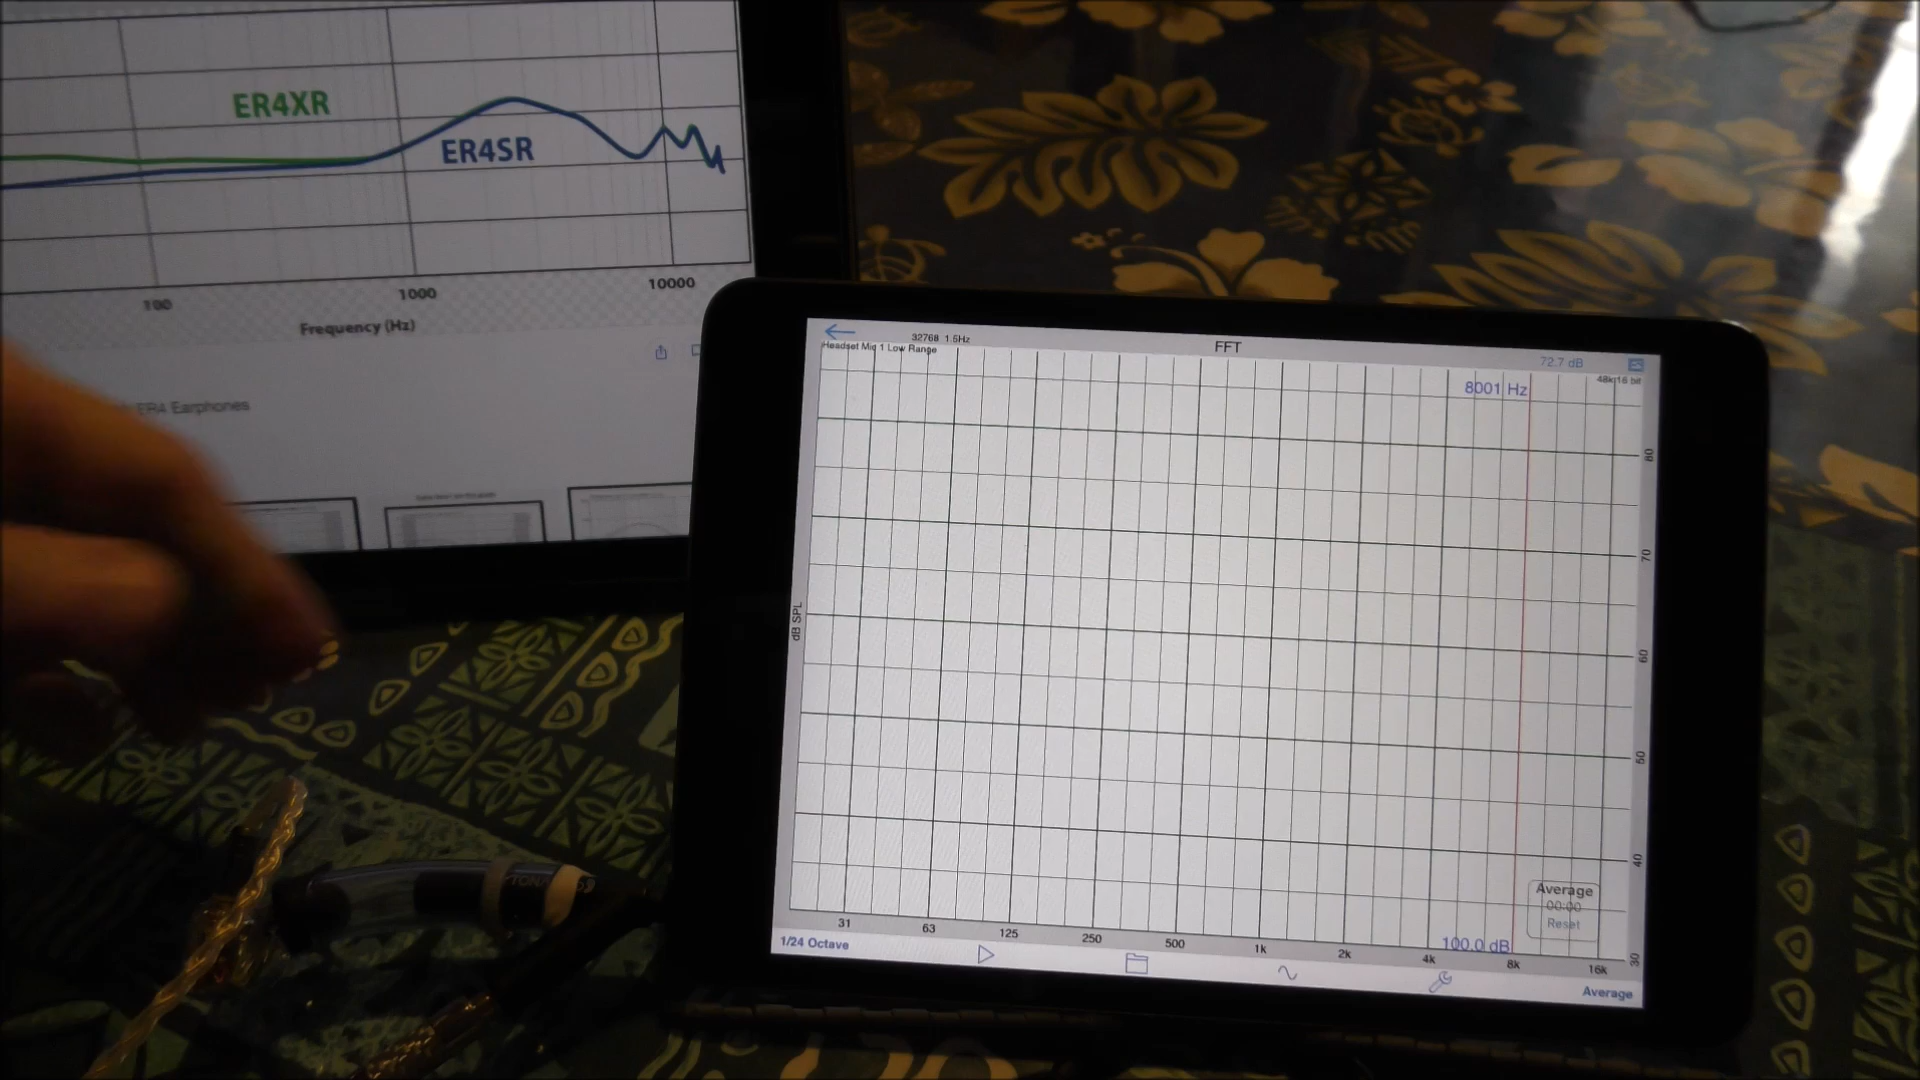 ER4XR
ER4SR
100
1000
10000
Frequency (Hz)
ER4 Earphones
32768 1.5Hz
FFT
72.7 dB
Headset Mic 1 Low Range
48k|16 bit
8001 Hz
80
70
60
50
40
30
dB SPL
Average
00:00
Reset
100.0 dB
31
63
125
250
500
1k
2k
4k
8k
16k
1/24 Octave
Average